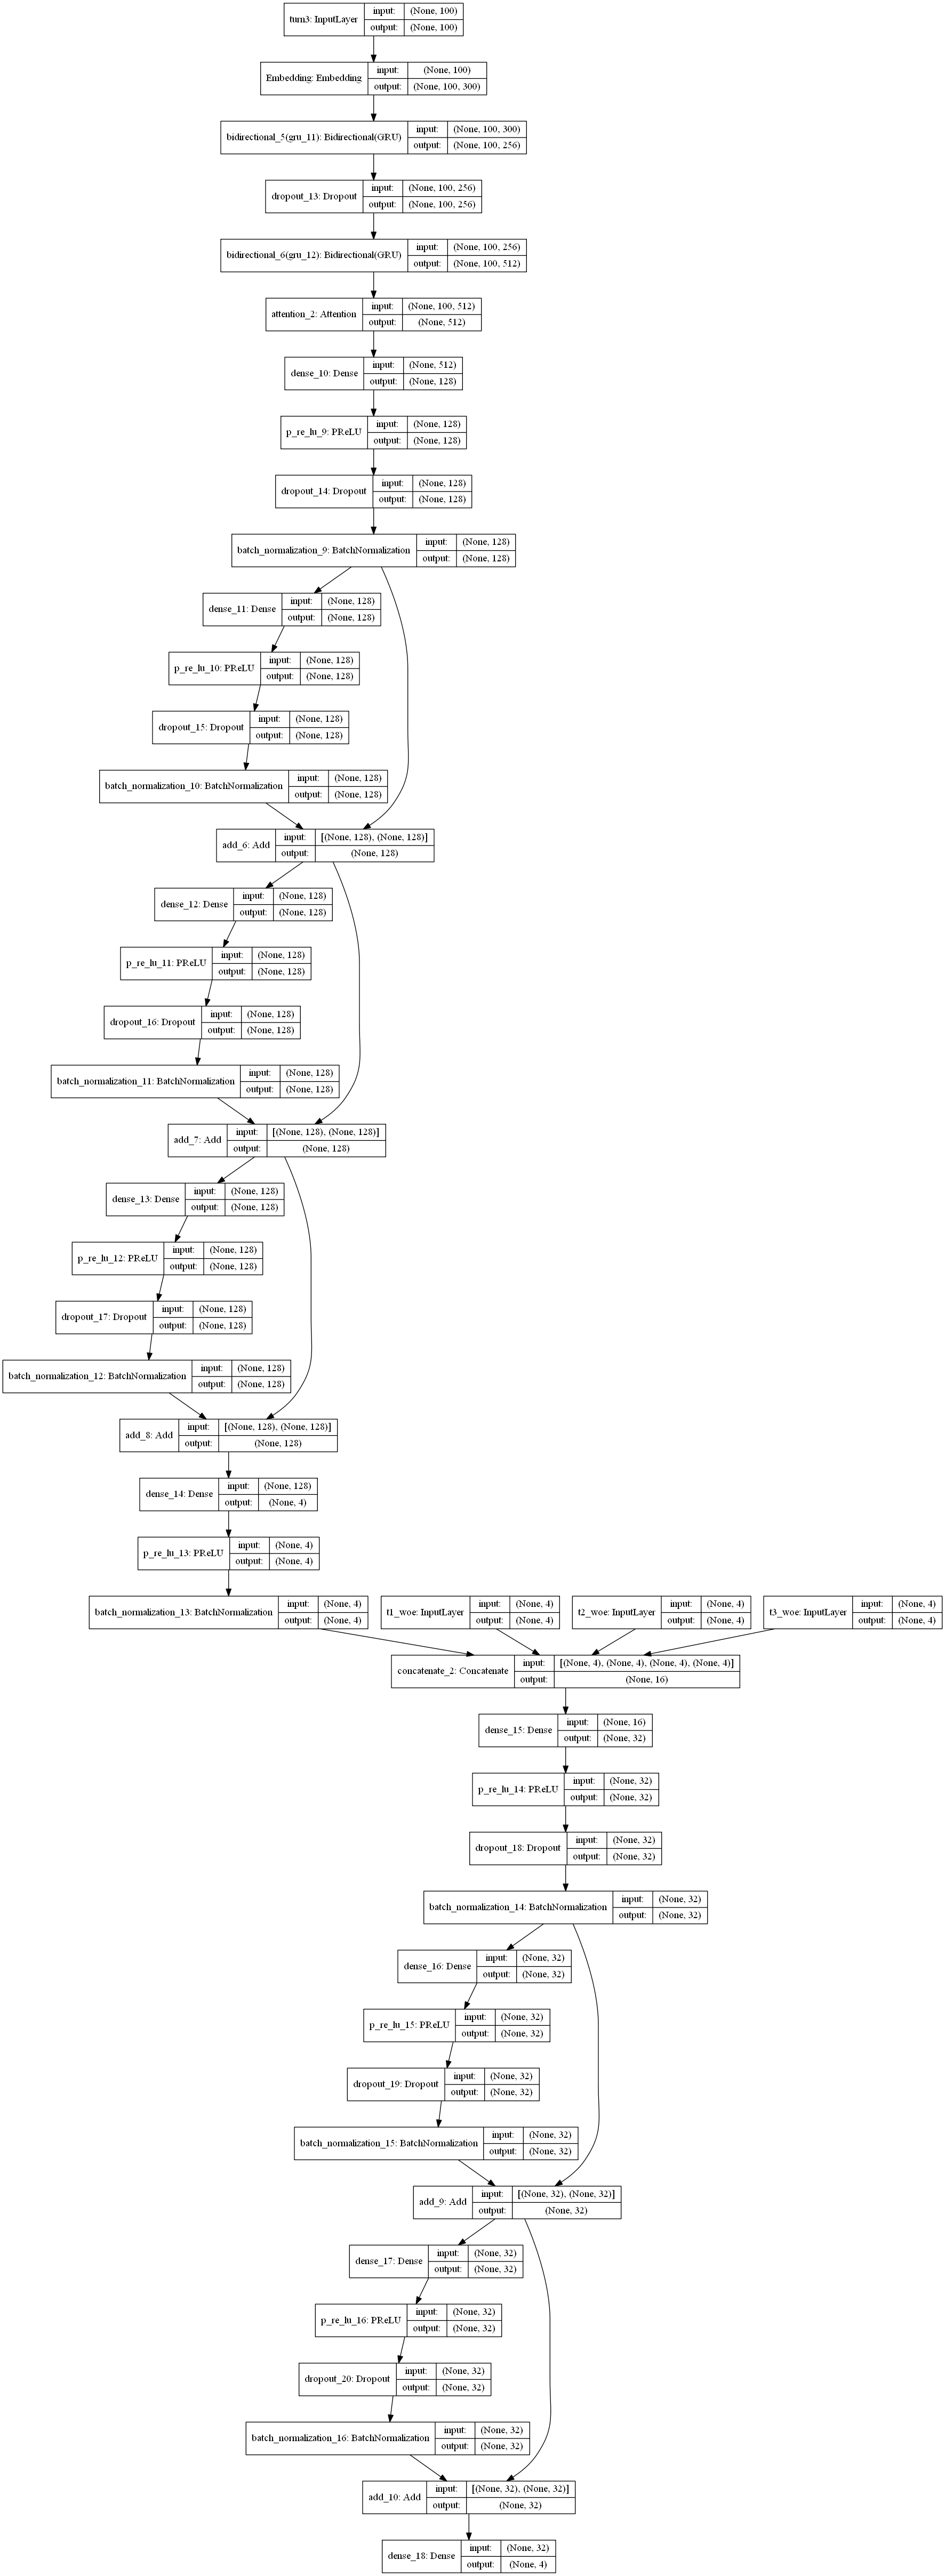 turn3: InputLayer input: (None, 100)
output: (None, 100)
Embedding: Embedding input: (None, 100)
output: (None, 100, 300)
bidirectional_5(gru_11): Bidirectional(GRU) input: (None, 100, 300)
output: (None, 100, 256)
dropout_13: Dropout input: (None, 100, 256)
output: (None, 100, 256)
bidirectional_6(gru_12): Bidirectional(GRU) input: (None, 100, 256)
output: (None, 100, 512)
attention_2: Attention input: (None, 100, 512)
output: (None, 512)
dense_10: Dense input: (None, 512)
output: (None, 128)
p_re_lu_9: PReLU input: (None, 128)
output: (None, 128)
dropout_14: Dropout input: (None, 128)
output: (None, 128)
batch_normalization_9: BatchNormalization input: (None, 128)
output: (None, 128)
dense_11: Dense input: (None, 128)
output: (None, 128)
p_re_lu_10: PReLU input: (None, 128)
output: (None, 128)
dropout_15: Dropout input: (None, 128)
output: (None, 128)
batch_normalization_10: BatchNormalization input: (None, 128)
output: (None, 128)
add_6: Add input: [(None, 128), (None, 128)]
output: (None, 128)
dense_12: Dense input: (None, 128)
output: (None, 128)
p_re_lu_11: PReLU input: (None, 128)
output: (None, 128)
dropout_16: Dropout input: (None, 128)
output: (None, 128)
batch_normalization_11: BatchNormalization input: (None, 128)
output: (None, 128)
add_7: Add input: [(None, 128), (None, 128)]
output: (None, 128)
dense_13: Dense input: (None, 128)
output: (None, 128)
p_re_lu_12: PReLU input: (None, 128)
output: (None, 128)
dropout_17: Dropout input: (None, 128)
output: (None, 128)
batch_normalization_12: BatchNormalization input: (None, 128)
output: (None, 128)
add_8: Add input: [(None, 128), (None, 128)]
output: (None, 128)
dense_14: Dense input: (None, 128)
output: (None, 4)
p_re_lu_13: PReLU input: (None, 4)
output: (None, 4)
batch_normalization_13: BatchNormalization input: (None, 4)
output: (None, 4)
t1_woe: InputLayer input: (None, 4)
output: (None, 4)
t2_woe: InputLayer input: (None, 4)
output: (None, 4)
t3_woe: InputLayer input: (None, 4)
output: (None, 4)
concatenate_2: Concatenate input: [(None, 4), (None, 4), (None, 4), (None, 4)]
output: (None, 16)
dense_15: Dense input: (None, 16)
output: (None, 32)
p_re_lu_14: PReLU input: (None, 32)
output: (None, 32)
dropout_18: Dropout input: (None, 32)
output: (None, 32)
batch_normalization_14: BatchNormalization input: (None, 32)
output: (None, 32)
dense_16: Dense input: (None, 32)
output: (None, 32)
p_re_lu_15: PReLU input: (None, 32)
output: (None, 32)
dropout_19: Dropout input: (None, 32)
output: (None, 32)
batch_normalization_15: BatchNormalization input: (None, 32)
output: (None, 32)
add_9: Add input: [(None, 32), (None, 32)]
output: (None, 32)
dense_17: Dense input: (None, 32)
output: (None, 32)
p_re_lu_16: PReLU input: (None, 32)
output: (None, 32)
dropout_20: Dropout input: (None, 32)
output: (None, 32)
batch_normalization_16: BatchNormalization input: (None, 32)
output: (None, 32)
add_10: Add input: [(None, 32), (None, 32)]
output: (None, 32)
dense_18: Dense input: (None, 32)
output: (None, 4)